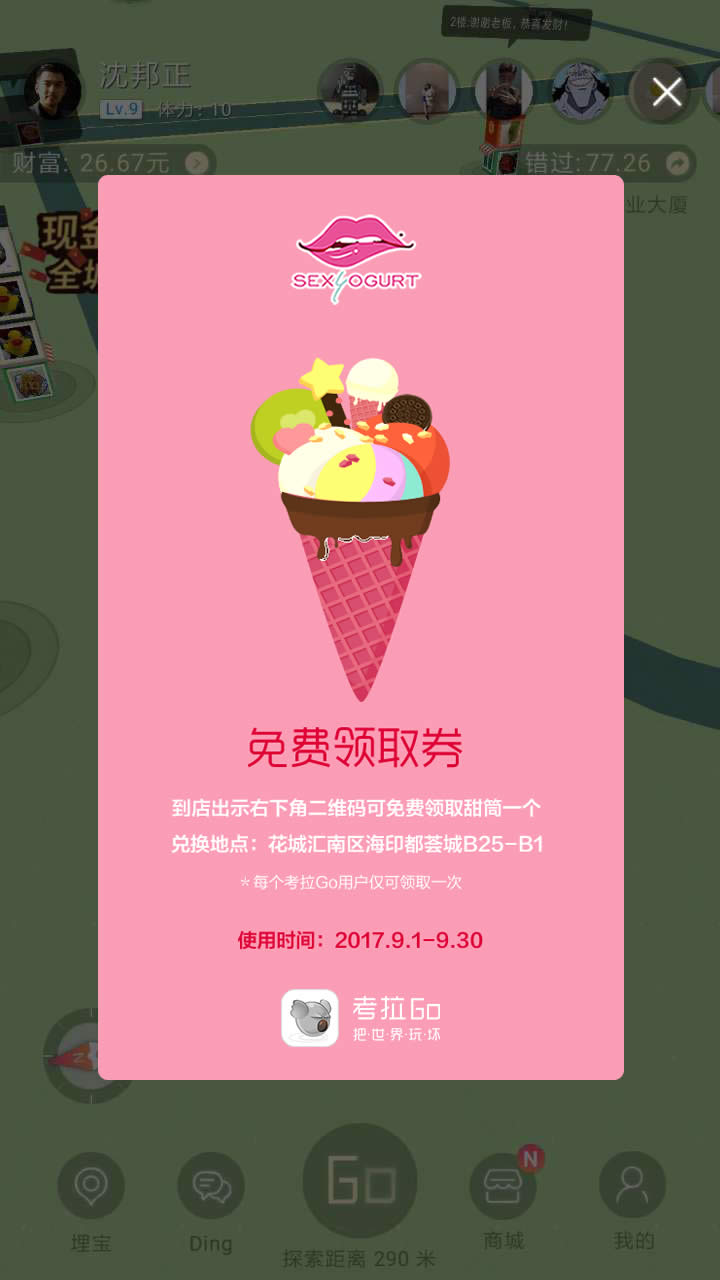 2楼:谢谢老板，恭喜发财！
沈邦正
Lv.9 体力：10
财富: 26.67元
错过:77.26
业大厦
现金
全城
SEXYOGURT
免费领取券
到店出示右下角二维码可免费领取甜筒一个
兑换地点：花城汇南区海印都荟城B25-B1
＊每个考拉Go用户仅可领取一次
使用时间：2017.9.1-9.30
考拉Go
把·世·界·玩·坏
N
Go
N
埋宝
Ding
探索距离 290 米
商城
我的